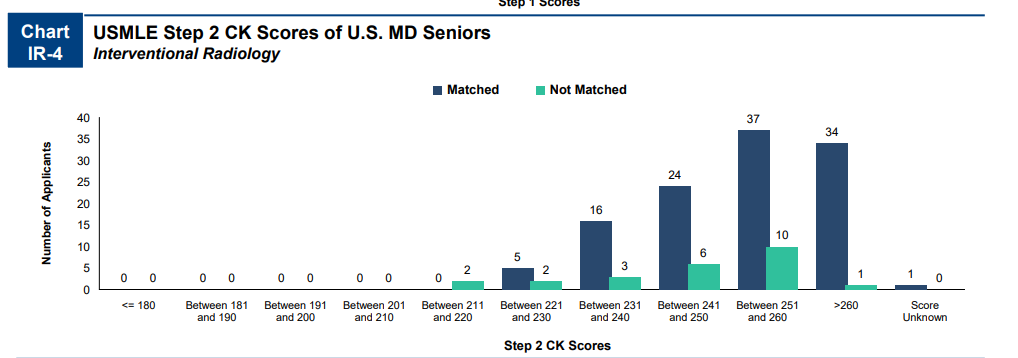 Step 1 Scores
Chart
IR-4
USMLE Step 2 CK Scores of U.S. MD Seniors
Interventional Radiology
Matched Not Matched
Number of Applicants
40
35
30
25
20
15
10
5
0
0 0 0 0 0 0 0 0 0 2 5 2 16 3 24 6 37 10 34 1 1 0
<= 180 Between 181 Between 191 Between 201 Between 211 Between 221 Between 231 Between 241 Between 251 >260 Score
and 190 and 200 and 210 and 220 and 230 and 240 and 250 and 260 Unknown
Step 2 CK Scores